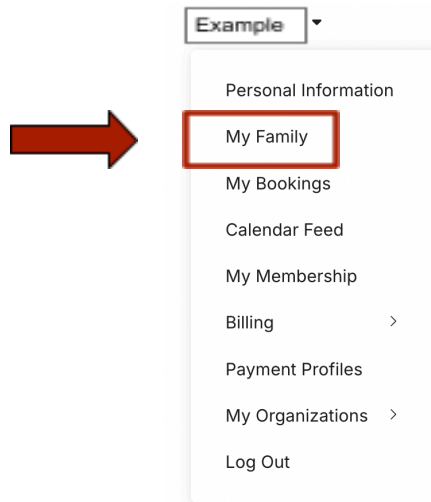 Example
Personal Information
My Family
My Bookings
Calendar Feed
My Membership
Billing
Payment Profiles
My Organizations
Log Out